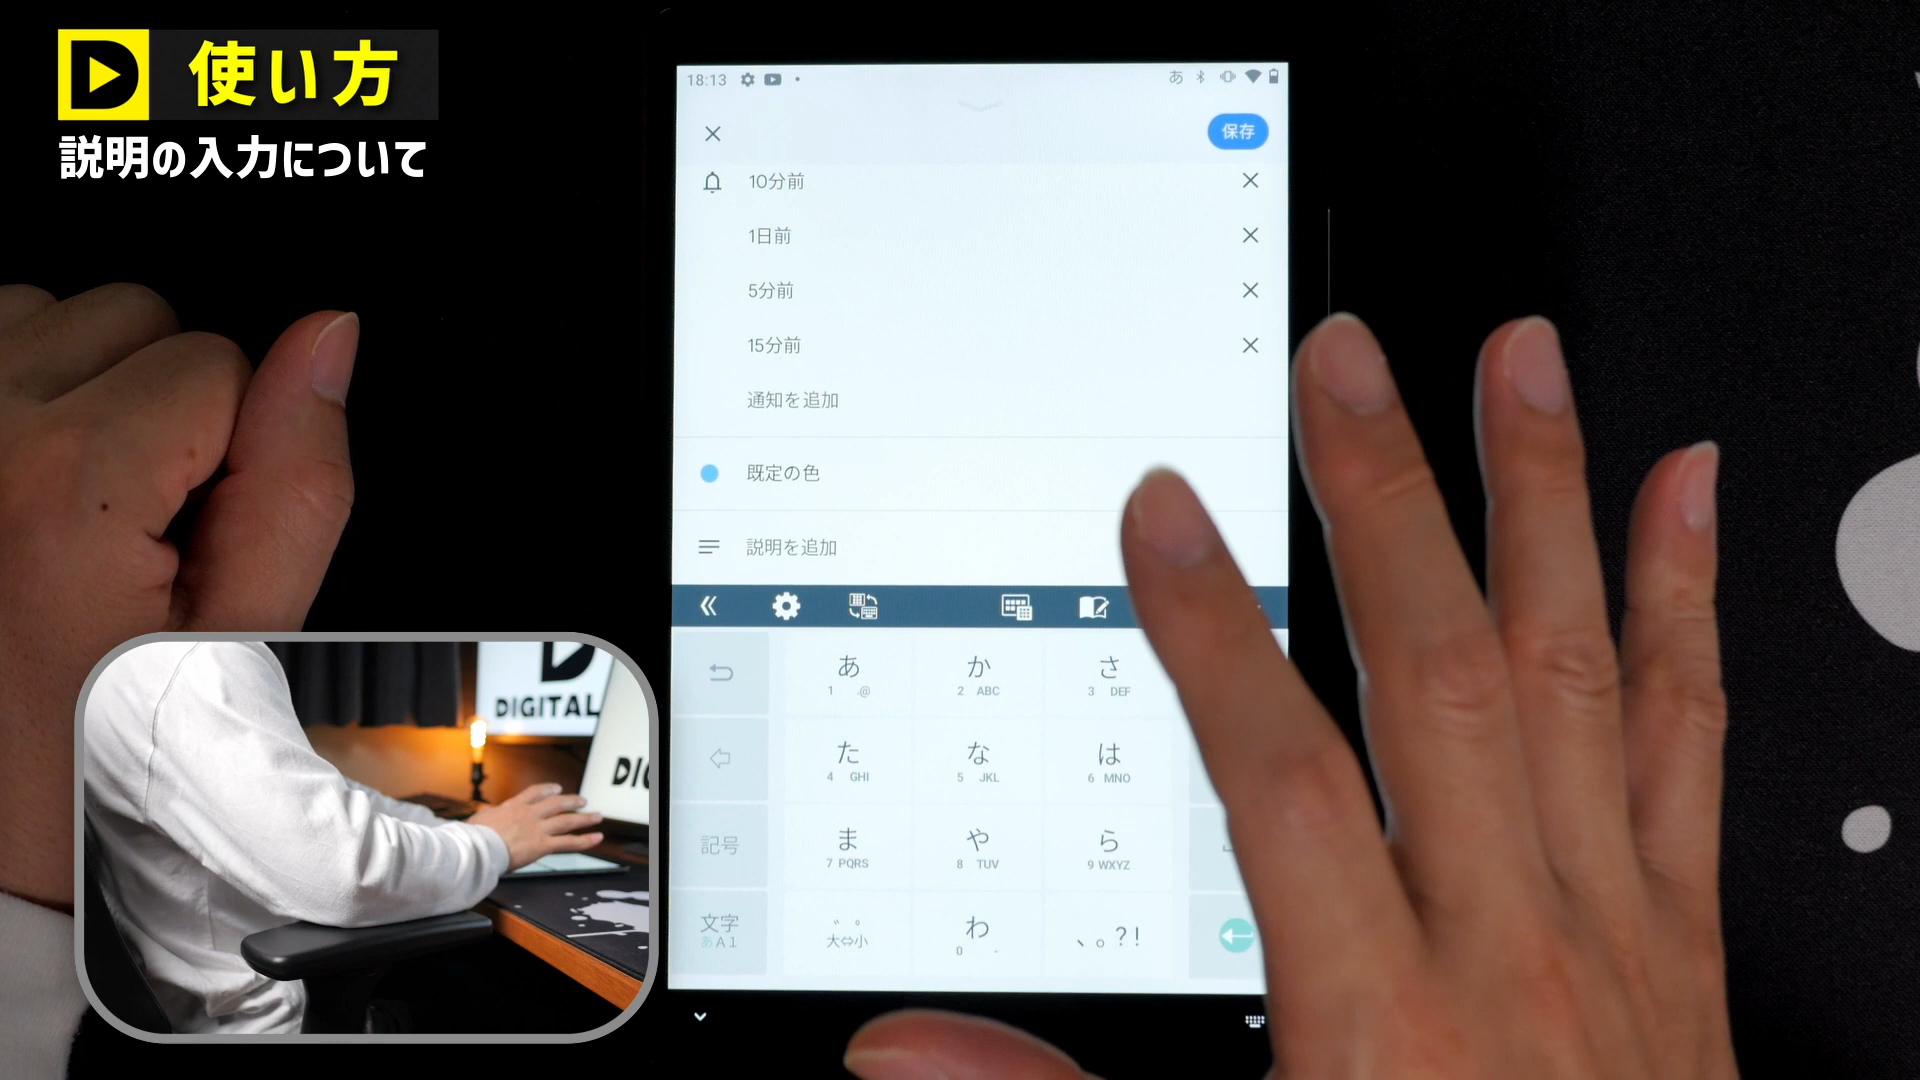 使い方
説明の入力について
18:13
あ
保存
10分前
1日前
5分前
15分前
通知を追加
既定の色
説明を追加
あ か さ
1 .@ 2 ABC 3 DEF
た な は
4 GHI 5 JKL 6 MNO
記号 ま や ら
7 PQRS 8 TUV 9 WXYZ
文字 ゛゜ わ 、。?!
あA1 大⇔小 0 -
DIGITAL